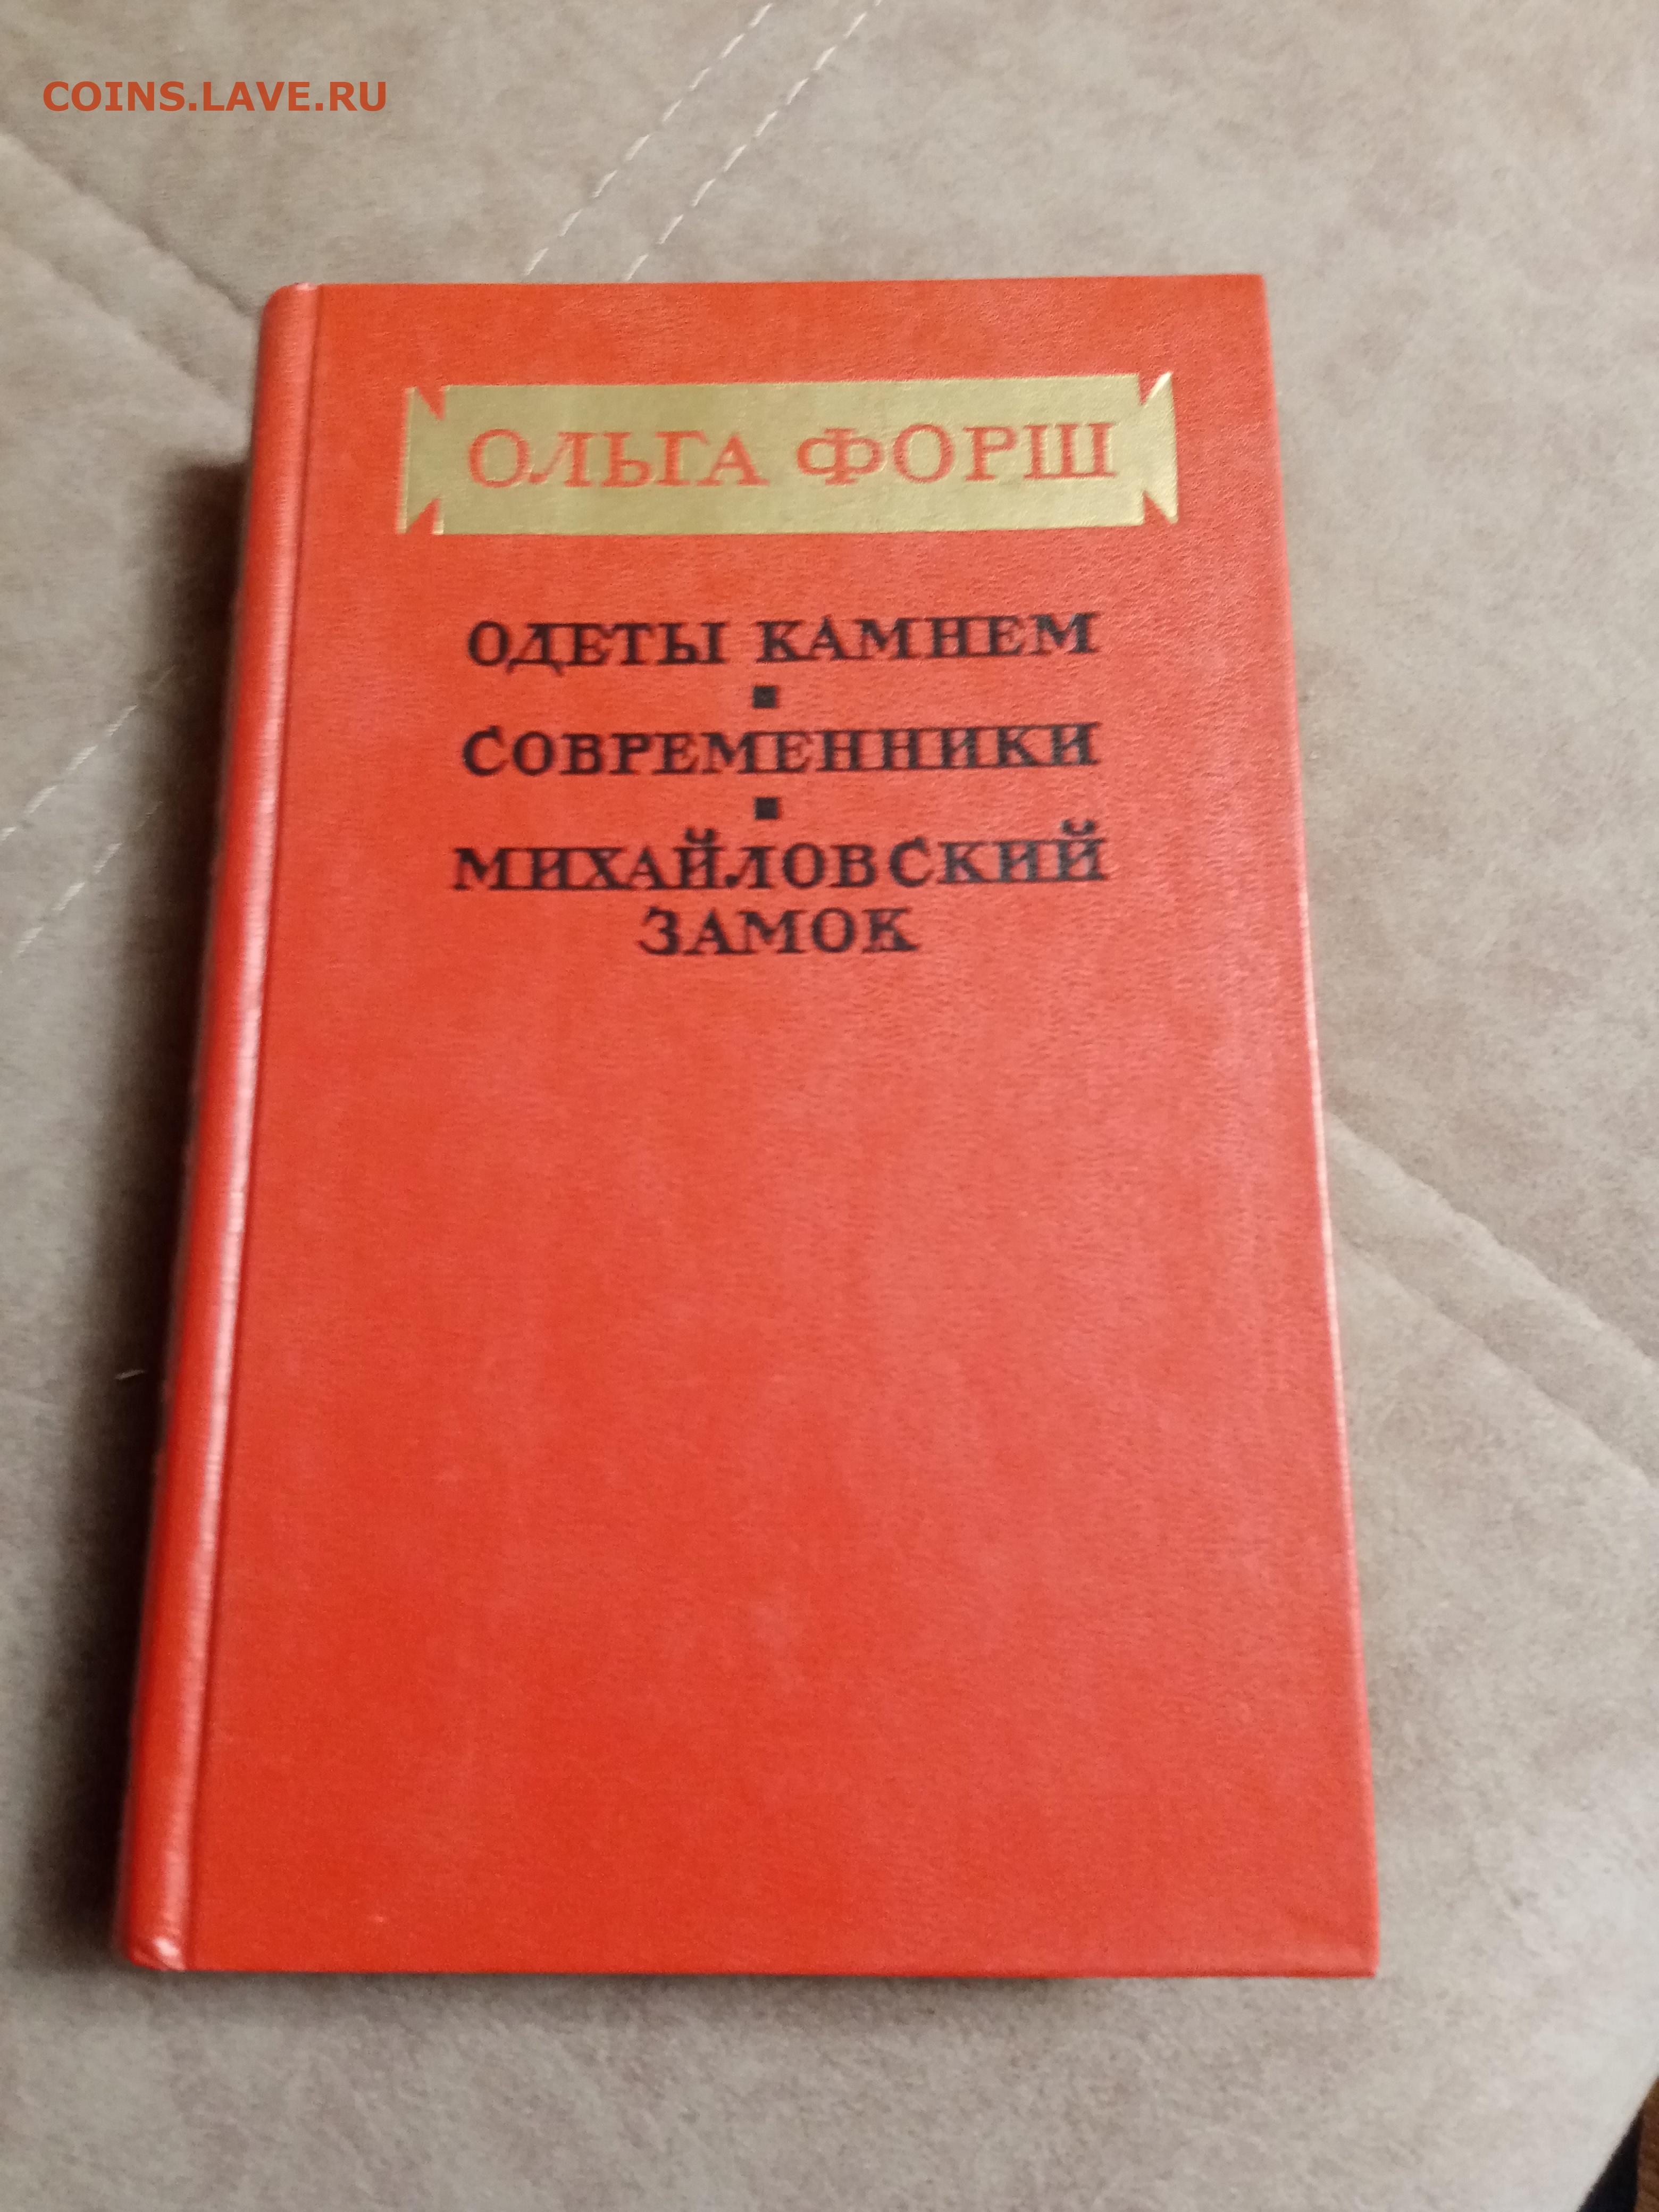 COINS.LAVE.RU
ОЛЬГА ФОРШ
ОДЕТЫ КАМНЕМ
СОВРЕМЕННИКИ
МИХАЙЛОВСКИЙ
ЗАМОК